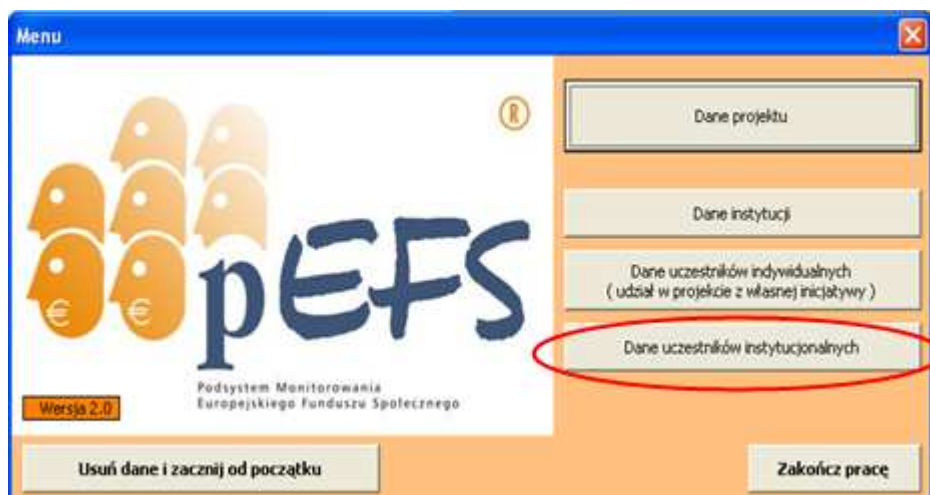 Menu
®
Dane projektu
Dane instytucji
Dane uczestników indywidualnych
( udział w projekcie z własnej inicjatywy )
Dane uczestników instytucjonalnych
pEFS
Podsystem Monitorowania
Europejskiego Funduszu Społecznego
Wersja 2.0
Usuń dane i zacznij od początku
Zakończ pracę